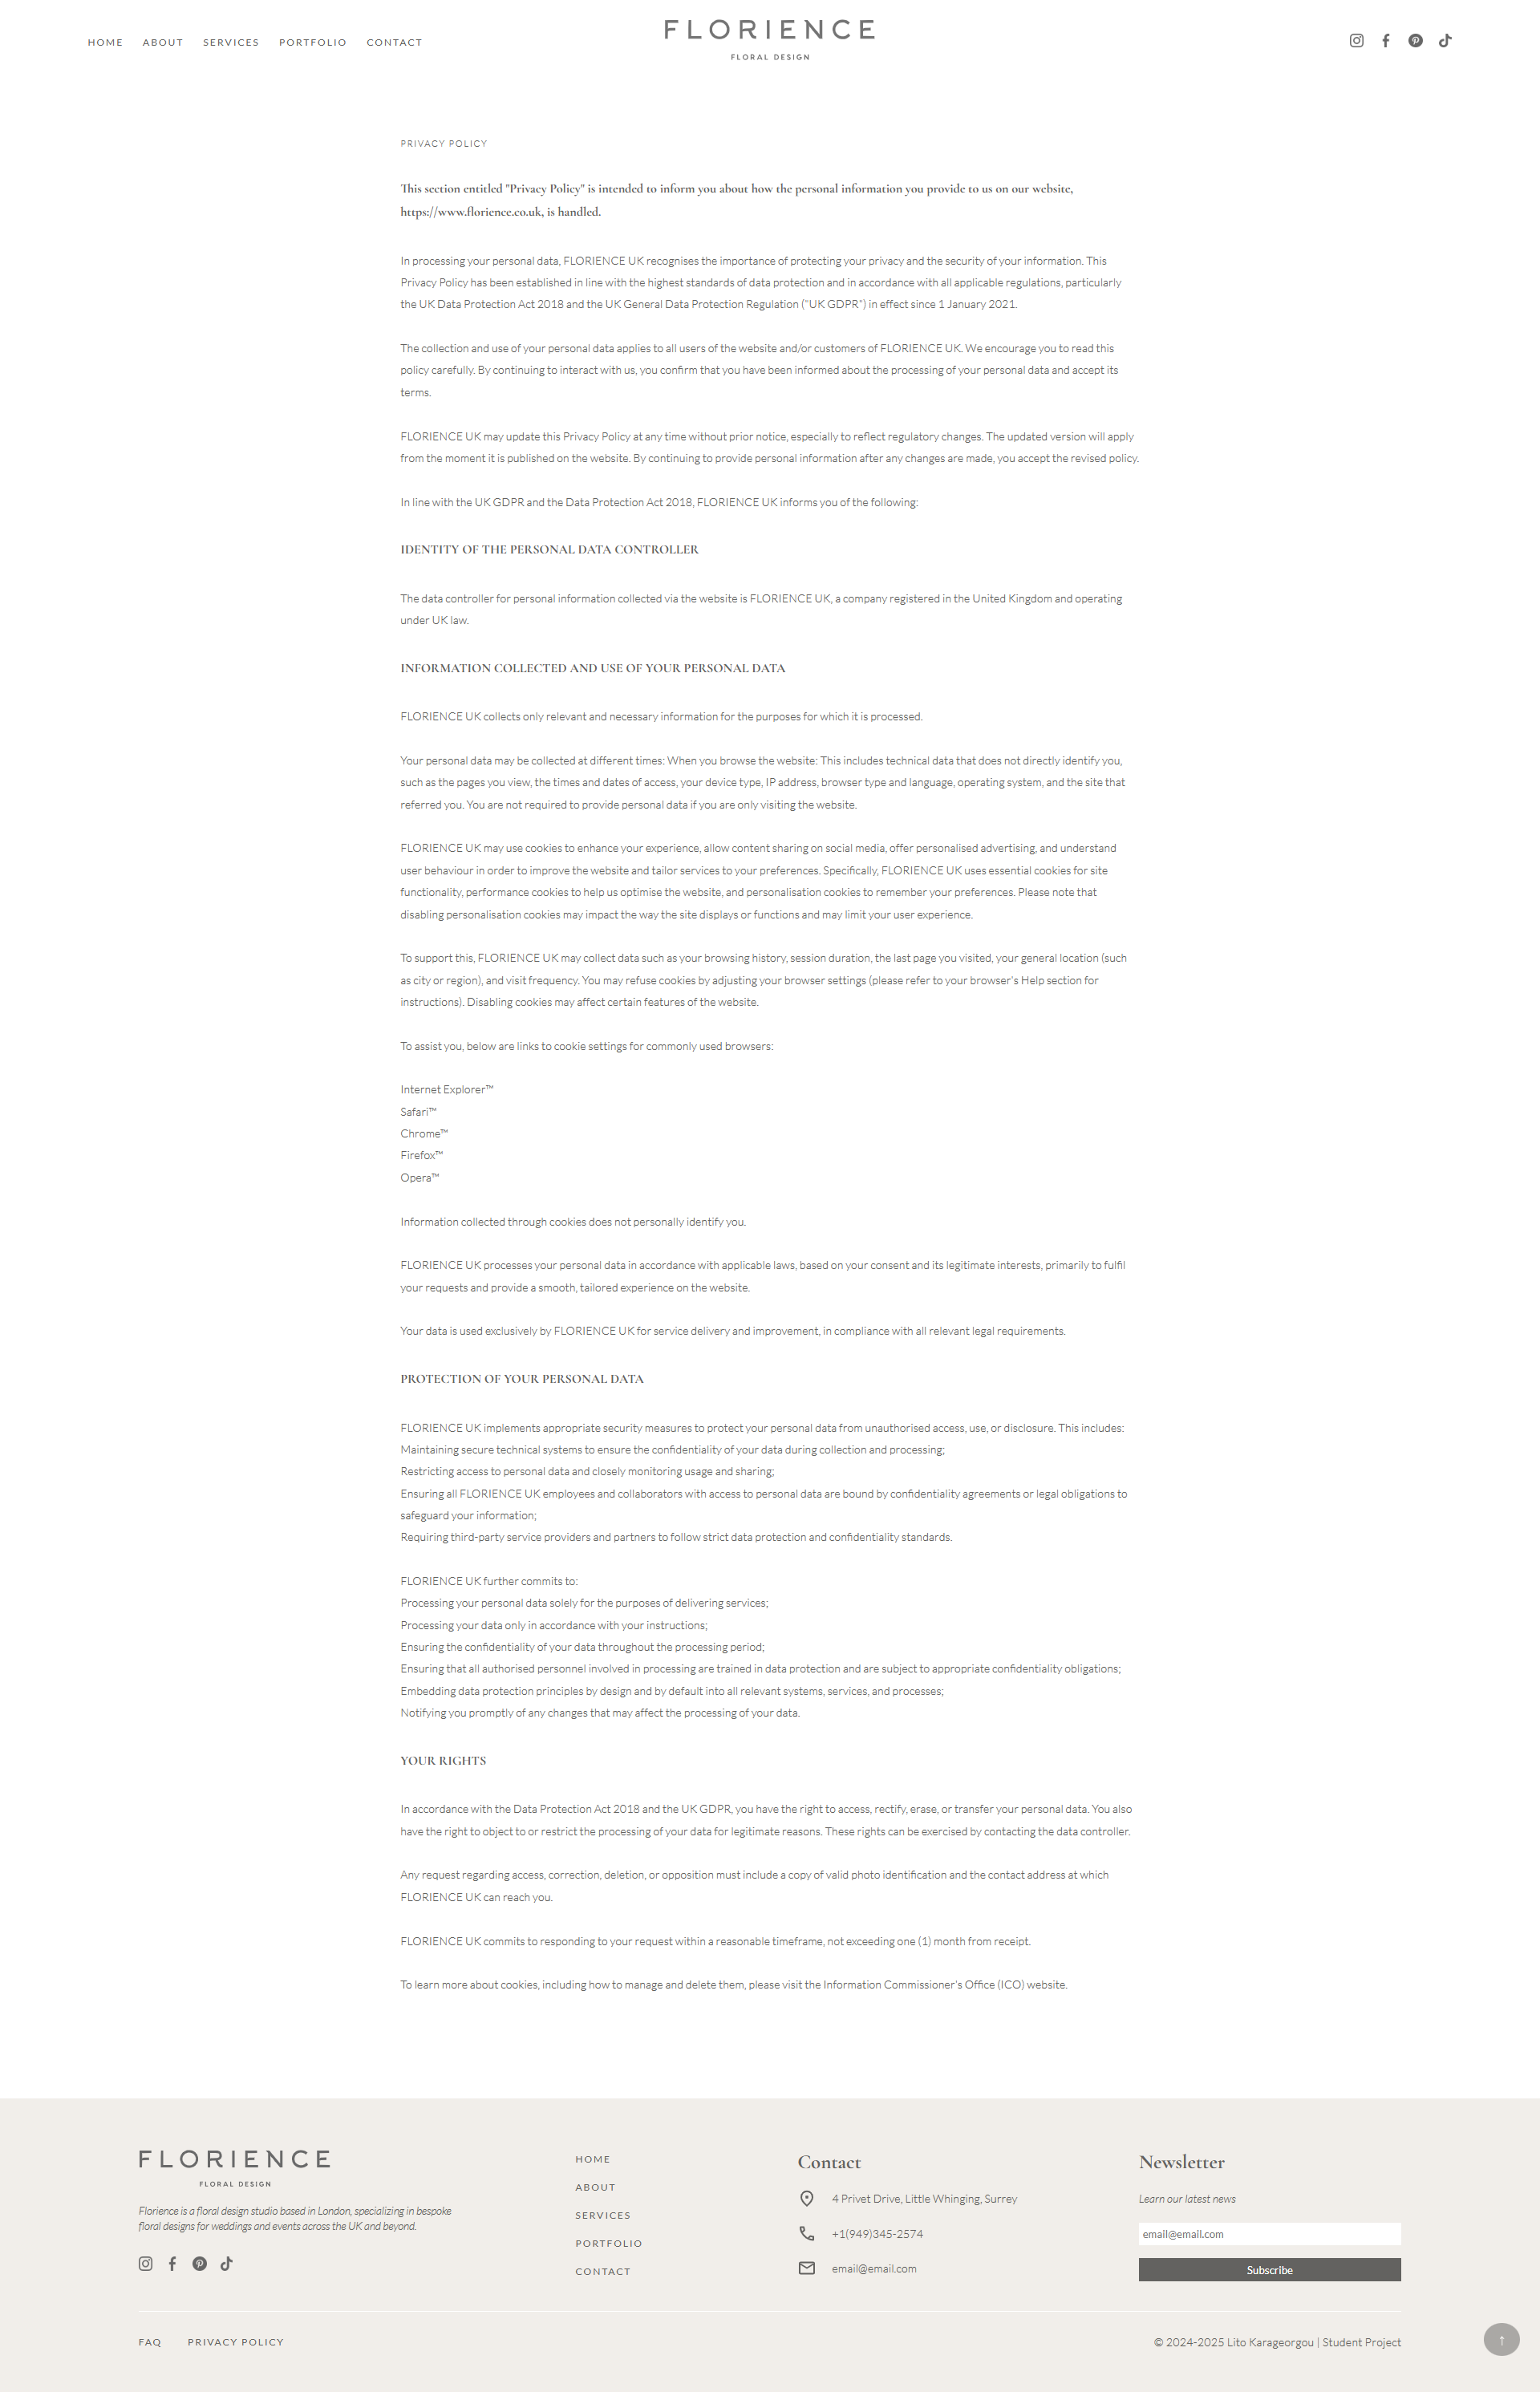 HOME ABOUT SERVICES PORTFOLIO CONTACT
FLORIENCE
FLORAL DESIGN
PRIVACY POLICY
This section entitled "Privacy Policy" is intended to inform you about how the personal information you provide to us on our website,
https://www.florience.co.uk, is handled.
In processing your personal data, FLORIENCE UK recognises the importance of protecting your privacy and the security of your information. This
Privacy Policy has been established in line with the highest standards of data protection and in accordance with all applicable regulations, particularly
the UK Data Protection Act 2018 and the UK General Data Protection Regulation ("UK GDPR") in effect since 1 January 2021.
The collection and use of your personal data applies to all users of the website and/or customers of FLORIENCE UK. We encourage you to read this
policy carefully. By continuing to interact with us, you confirm that you have been informed about the processing of your personal data and accept its
terms.
FLORIENCE UK may update this Privacy Policy at any time without prior notice, especially to reflect regulatory changes. The updated version will apply
from the moment it is published on the website. By continuing to provide personal information after any changes are made, you accept the revised policy.
In line with the UK GDPR and the Data Protection Act 2018, FLORIENCE UK informs you of the following:
IDENTITY OF THE PERSONAL DATA CONTROLLER
The data controller for personal information collected via the website is FLORIENCE UK, a company registered in the United Kingdom and operating
under UK law.
INFORMATION COLLECTED AND USE OF YOUR PERSONAL DATA
FLORIENCE UK collects only relevant and necessary information for the purposes for which it is processed.
Your personal data may be collected at different times: When you browse the website: This includes technical data that does not directly identify you,
such as the pages you view, the times and dates of access, your device type, IP address, browser type and language, operating system, and the site that
referred you. You are not required to provide personal data if you are only visiting the website.
FLORIENCE UK may use cookies to enhance your experience, allow content sharing on social media, offer personalised advertising, and understand
user behaviour in order to improve the website and tailor services to your preferences. Specifically, FLORIENCE UK uses essential cookies for site
functionality, performance cookies to help us optimise the website, and personalisation cookies to remember your preferences. Please note that
disabling personalisation cookies may impact the way the site displays or functions and may limit your user experience.
To support this, FLORIENCE UK may collect data such as your browsing history, session duration, the last page you visited, your general location (such
as city or region), and visit frequency. You may refuse cookies by adjusting your browser settings (please refer to your browser's Help section for
instructions). Disabling cookies may affect certain features of the website.
To assist you, below are links to cookie settings for commonly used browsers:
Internet Explorer™
Safari™
Chrome™
Firefox™
Opera™
Information collected through cookies does not personally identify you.
FLORIENCE UK processes your personal data in accordance with applicable laws, based on your consent and its legitimate interests, primarily to fulfil
your requests and provide a smooth, tailored experience on the website.
Your data is used exclusively by FLORIENCE UK for service delivery and improvement, in compliance with all relevant legal requirements.
PROTECTION OF YOUR PERSONAL DATA
FLORIENCE UK implements appropriate security measures to protect your personal data from unauthorised access, use, or disclosure. This includes:
Maintaining secure technical systems to ensure the confidentiality of your data during collection and processing;
Restricting access to personal data and closely monitoring usage and sharing;
Ensuring all FLORIENCE UK employees and collaborators with access to personal data are bound by confidentiality agreements or legal obligations to
safeguard your information;
Requiring third-party service providers and partners to follow strict data protection and confidentiality standards.
FLORIENCE UK further commits to:
Processing your personal data solely for the purposes of delivering services;
Processing your data only in accordance with your instructions;
Ensuring the confidentiality of your data throughout the processing period;
Ensuring that all authorised personnel involved in processing are trained in data protection and are subject to appropriate confidentiality obligations;
Embedding data protection principles by design and by default into all relevant systems, services, and processes;
Notifying you promptly of any changes that may affect the processing of your data.
YOUR RIGHTS
In accordance with the Data Protection Act 2018 and the UK GDPR, you have the right to access, rectify, erase, or transfer your personal data. You also
have the right to object to or restrict the processing of your data for legitimate reasons. These rights can be exercised by contacting the data controller.
Any request regarding access, correction, deletion, or opposition must include a copy of valid photo identification and the contact address at which
FLORIENCE UK can reach you.
FLORIENCE UK commits to responding to your request within a reasonable timeframe, not exceeding one (1) month from receipt.
To learn more about cookies, including how to manage and delete them, please visit the Information Commissioner's Office (ICO) website.
FLORIENCE
FLORAL DESIGN
Florience is a floral design studio based in London, specializing in bespoke
floral designs for weddings and events across the UK and beyond.
HOME
ABOUT
SERVICES
PORTFOLIO
CONTACT
Contact
4 Privet Drive, Little Whinging, Surrey
+1(949)345-2574
email@email.com
Newsletter
Learn our latest news
email@email.com
Subscribe
FAQ PRIVACY POLICY
© 2024-2025 Lito Karageorgou | Student Project
↑